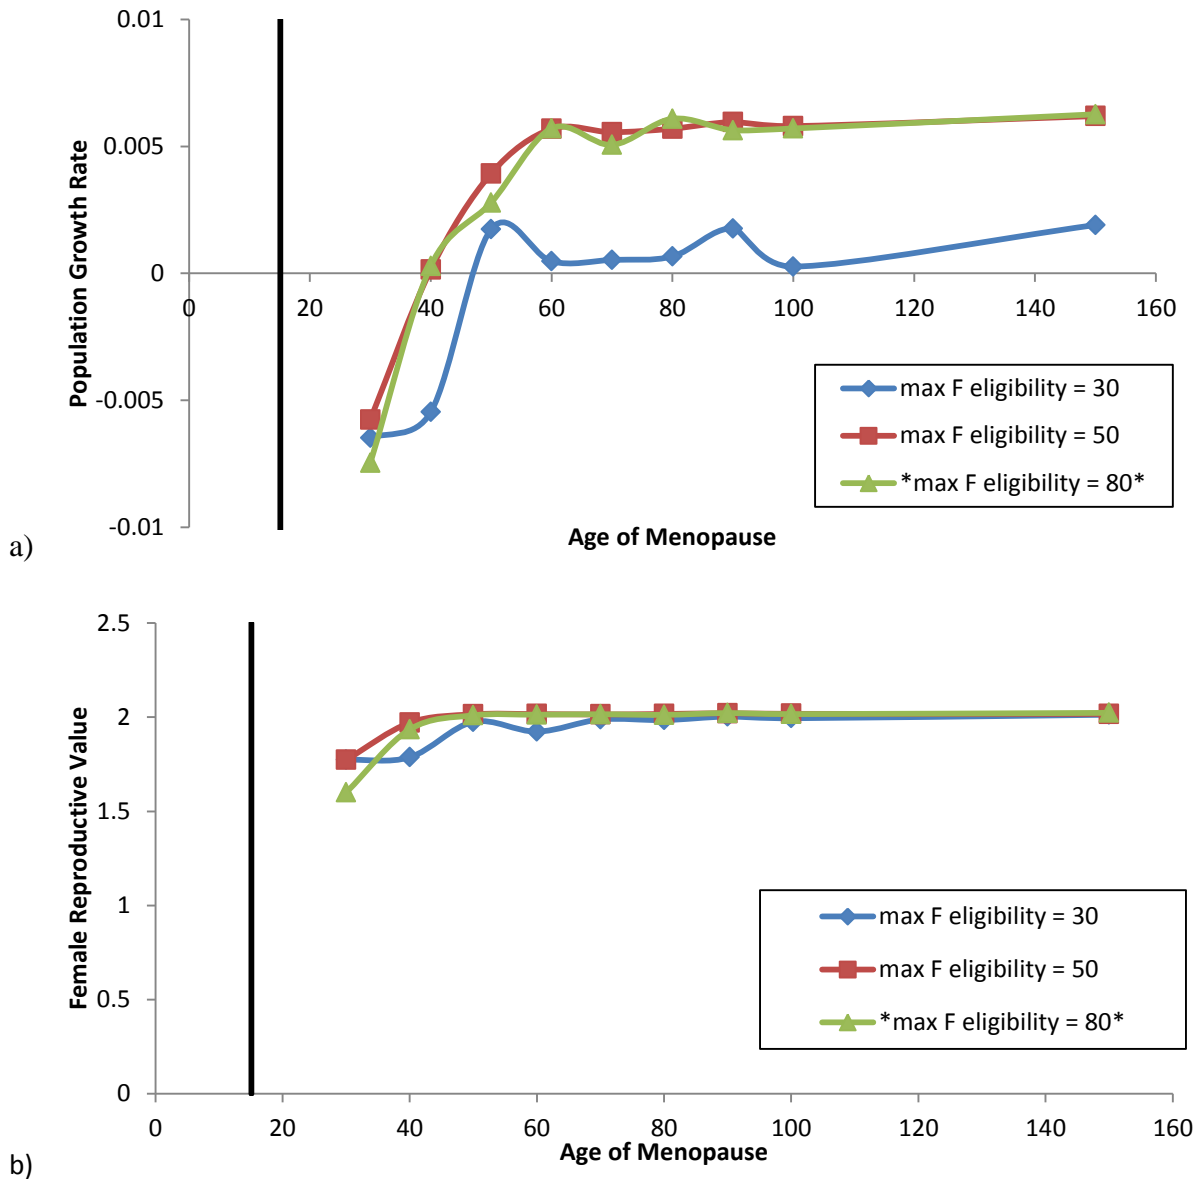 0.01
0.005
0
-0.005
-0.01
Population Growth Rate
0 20 40 60 80 100 120 140 160
max F eligibility = 30
max F eligibility = 50
*max F eligibility = 80*
Age of Menopause
a)
2.5
2
1.5
1
0.5
0
Female Reproductive Value
max F eligibility = 30
max F eligibility = 50
*max F eligibility = 80*
0 20 40 60 80 100 120 140 160
Age of Menopause
b)